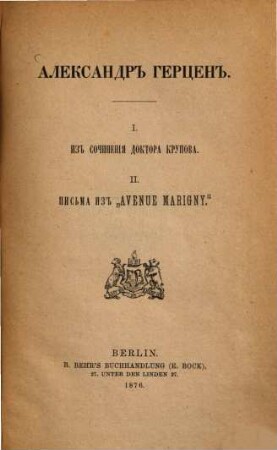 АЛЕКСАНДРЪ ГЕРЦЕНЪ.
I.
ИЗЪ СОЧИНЕНІЯ ДОКТОРА КРУПОВА.
II.
ПИСЬМА ИЗЪ „AVENUE MARIGNY."
BERLIN.
B. BEHR'S BUCHHANDLUNG (E. BOCK).
27. UNTER DEN LINDEN 27.
1876.